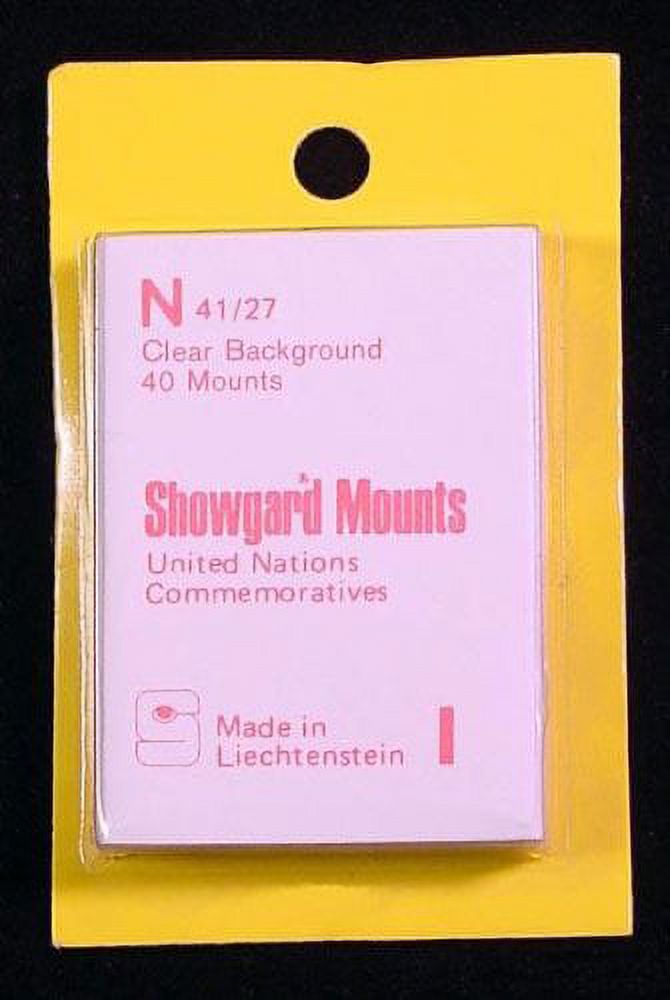 N 41/27
Clear Background
40 Mounts
Showgard Mounts
United Nations
Commemoratives
Made in
Liechtenstein